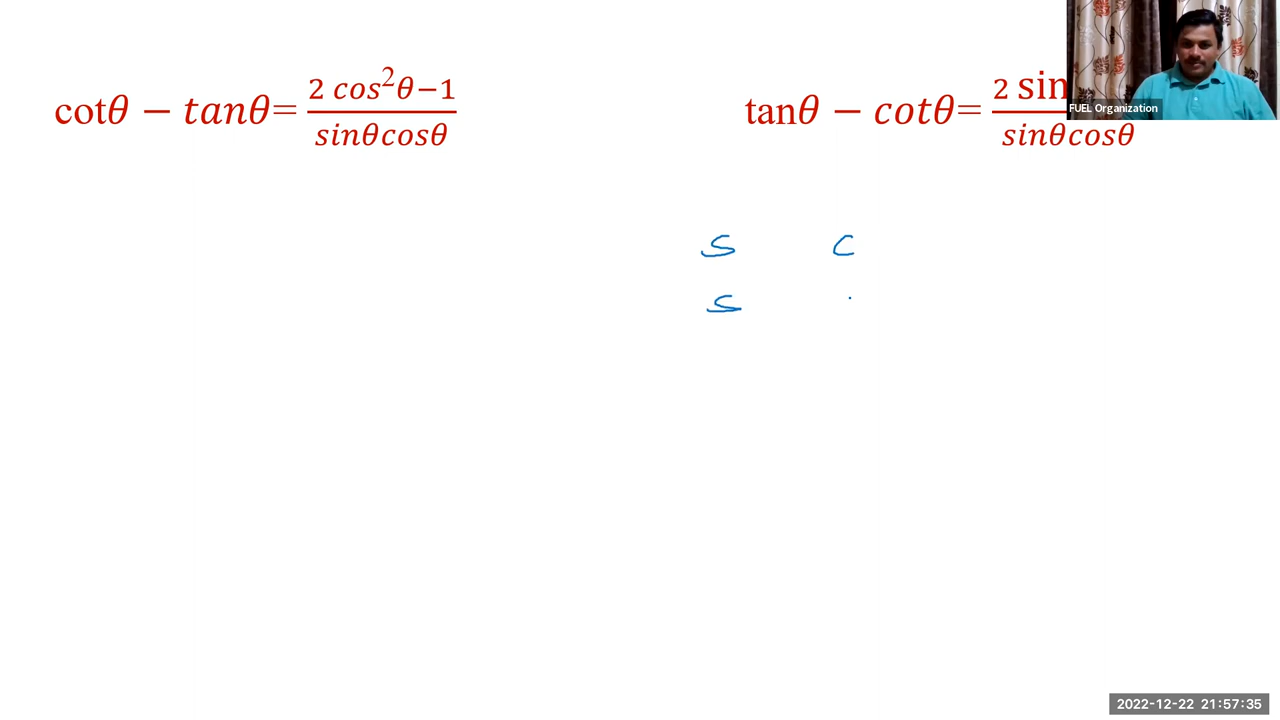 cotθ − tanθ= (2 cos²θ−1)/(sinθcosθ)
tanθ − cotθ= (2 sin)/(sinθcosθ)
FUEL Organization
S C
S
2022-12-22 21:57:35